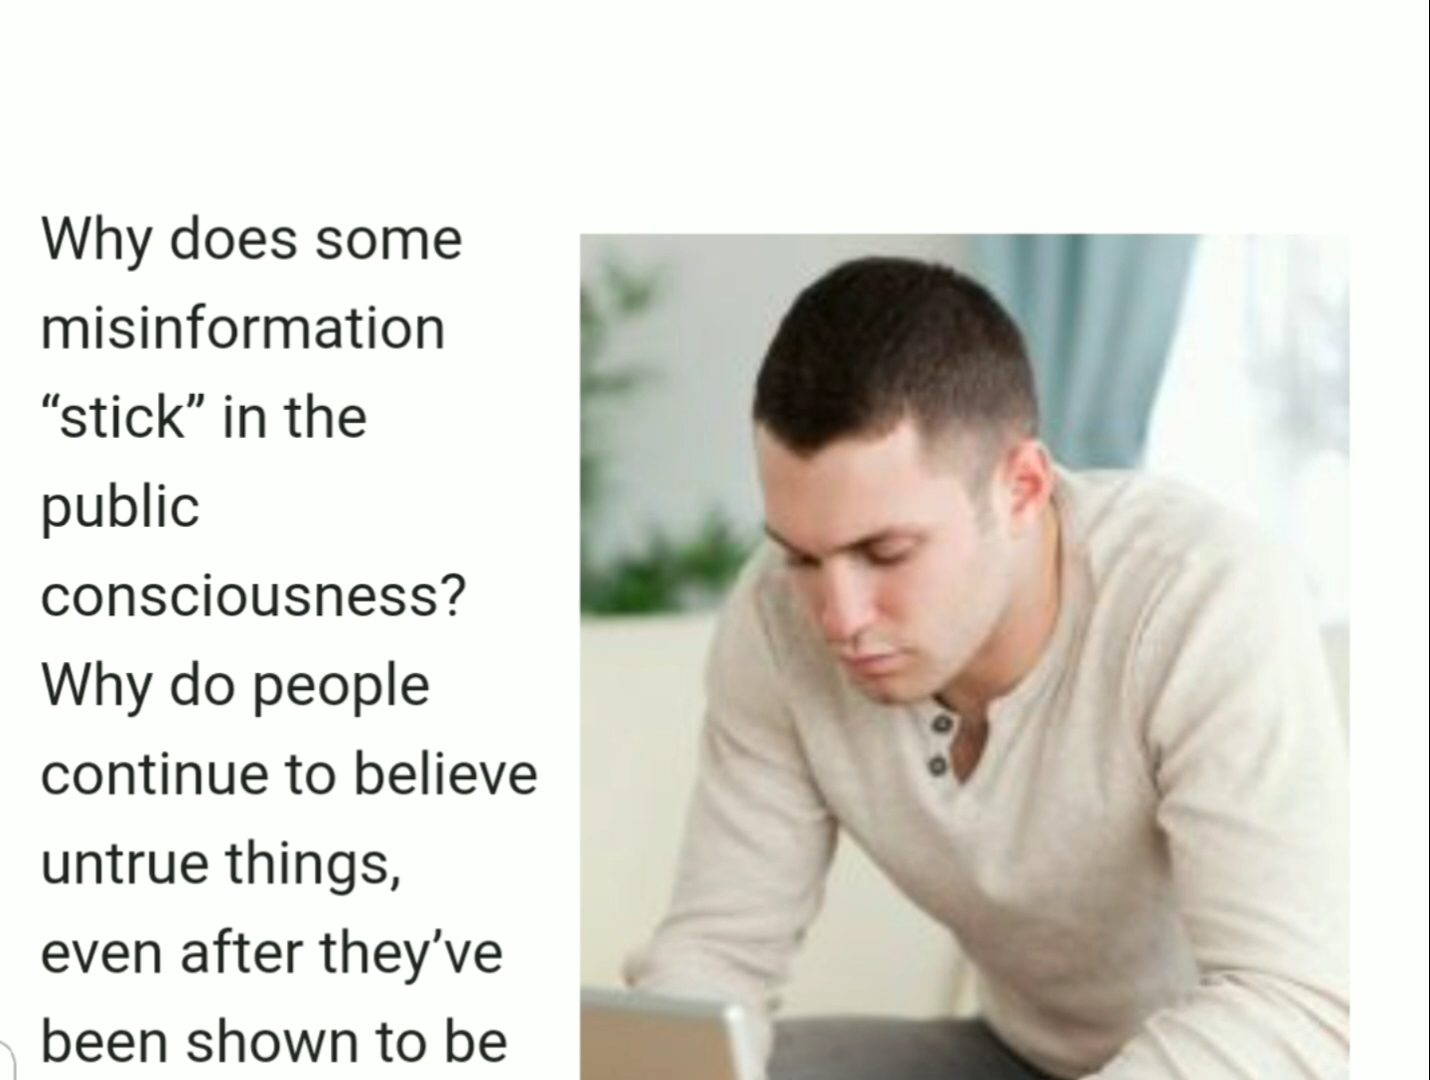 Why does some
misinformation
“stick” in the
public
consciousness?
Why do people
continue to believe
untrue things,
even after they’ve
been shown to be